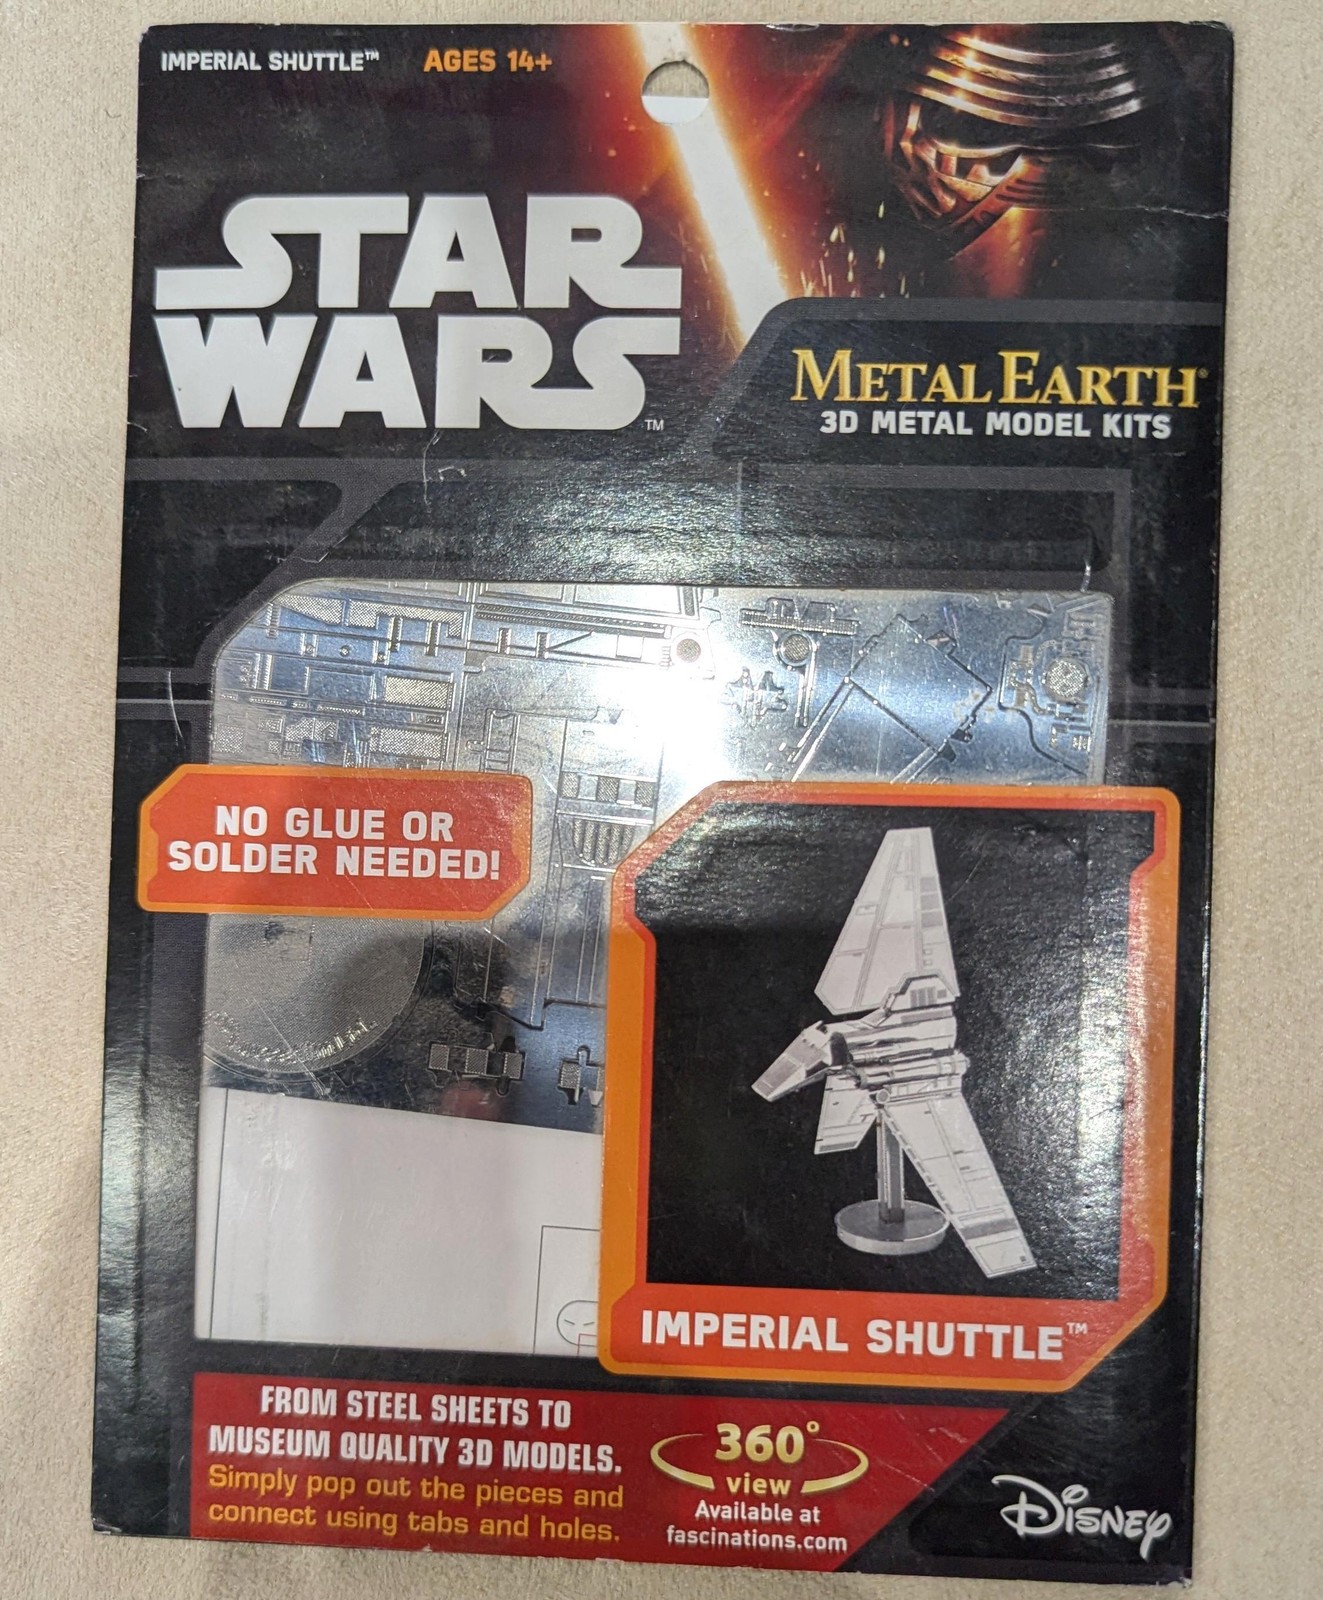 IMPERIAL SHUTTLE™ AGES 14+
STAR
WARS™
METAL EARTH®
3D METAL MODEL KITS
NO GLUE OR
SOLDER NEEDED!
IMPERIAL SHUTTLE™
FROM STEEL SHEETS TO
MUSEUM QUALITY 3D MODELS.
Simply pop out the pieces and
connect using tabs and holes.
360°
view
Available at
fascinations.com
DISNEY